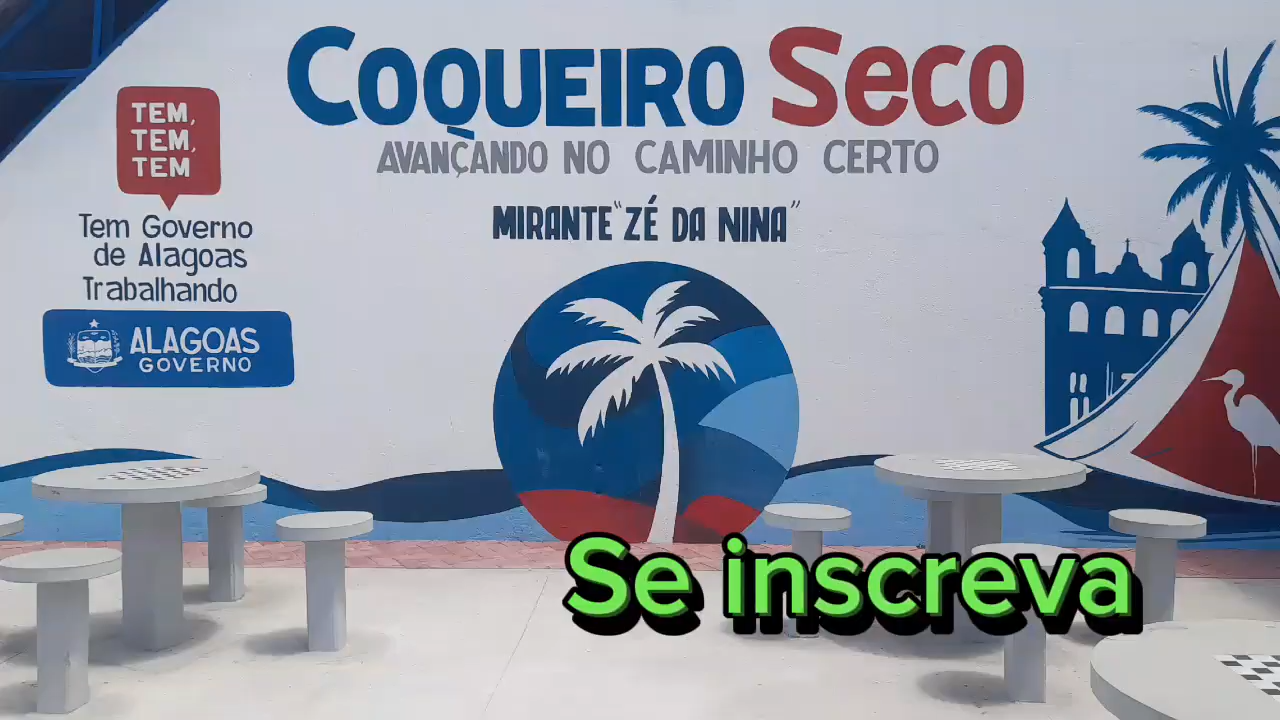 COQUEIRO SECO
AVANÇANDO NO CAMINHO CERTO
MIRANTE "ZÉ DA NINA"
TEM,
TEM,
TEM
Tem Governo
de Alagoas
Trabalhando
ALAGOAS
GOVERNO
Se inscreva